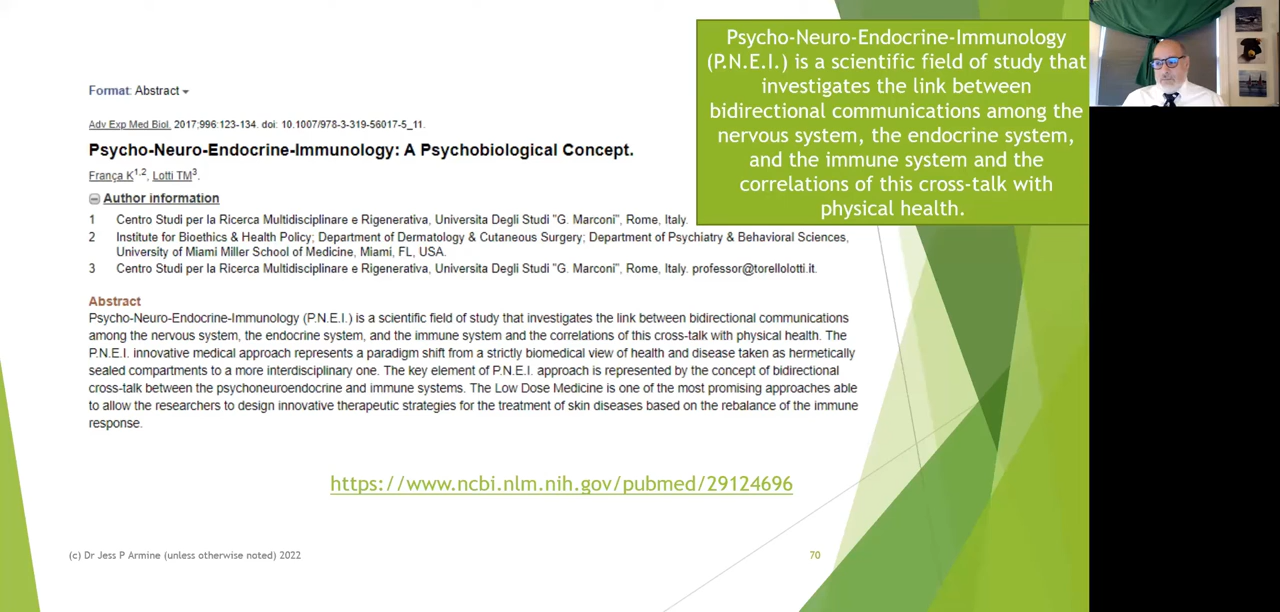 Psycho-Neuro-Endocrine-Immunology
(P.N.E.I.) is a scientific field of study that
investigates the link between
bidirectional communications among the
nervous system, the endocrine system,
and the immune system and the
correlations of this cross-talk with
physical health.
Format: Abstract
Adv Exp Med Biol. 2017;996:123-134. doi: 10.1007/978-3-319-56017-5_11.
Psycho-Neuro-Endocrine-Immunology: A Psychobiological Concept.
França K1,2, Lotti TM3.
Author information
1 Centro Studi per la Ricerca Multidisciplinare e Rigenerativa, Universita Degli Studi "G. Marconi", Rome, Italy.
2 Institute for Bioethics & Health Policy; Department of Dermatology & Cutaneous Surgery; Department of Psychiatry & Behavioral Sciences,
University of Miami Miller School of Medicine, Miami, FL, USA.
3 Centro Studi per la Ricerca Multidisciplinare e Rigenerativa, Universita Degli Studi "G. Marconi", Rome, Italy. professor@torellolotti.it.
Abstract
Psycho-Neuro-Endocrine-Immunology (P.N.E.I.) is a scientific field of study that investigates the link between bidirectional communications
among the nervous system, the endocrine system, and the immune system and the correlations of this cross-talk with physical health. The
P.N.E.I. innovative medical approach represents a paradigm shift from a strictly biomedical view of health and disease taken as hermetically
sealed compartments to a more interdisciplinary one. The key element of P.N.E.I. approach is represented by the concept of bidirectional
cross-talk between the psychoneuroendocrine and immune systems. The Low Dose Medicine is one of the most promising approaches able
to allow the researchers to design innovative therapeutic strategies for the treatment of skin diseases based on the rebalance of the immune
response.
https://www.ncbi.nlm.nih.gov/pubmed/29124696
(c) Dr Jess P Armine (unless otherwise noted) 2022
70